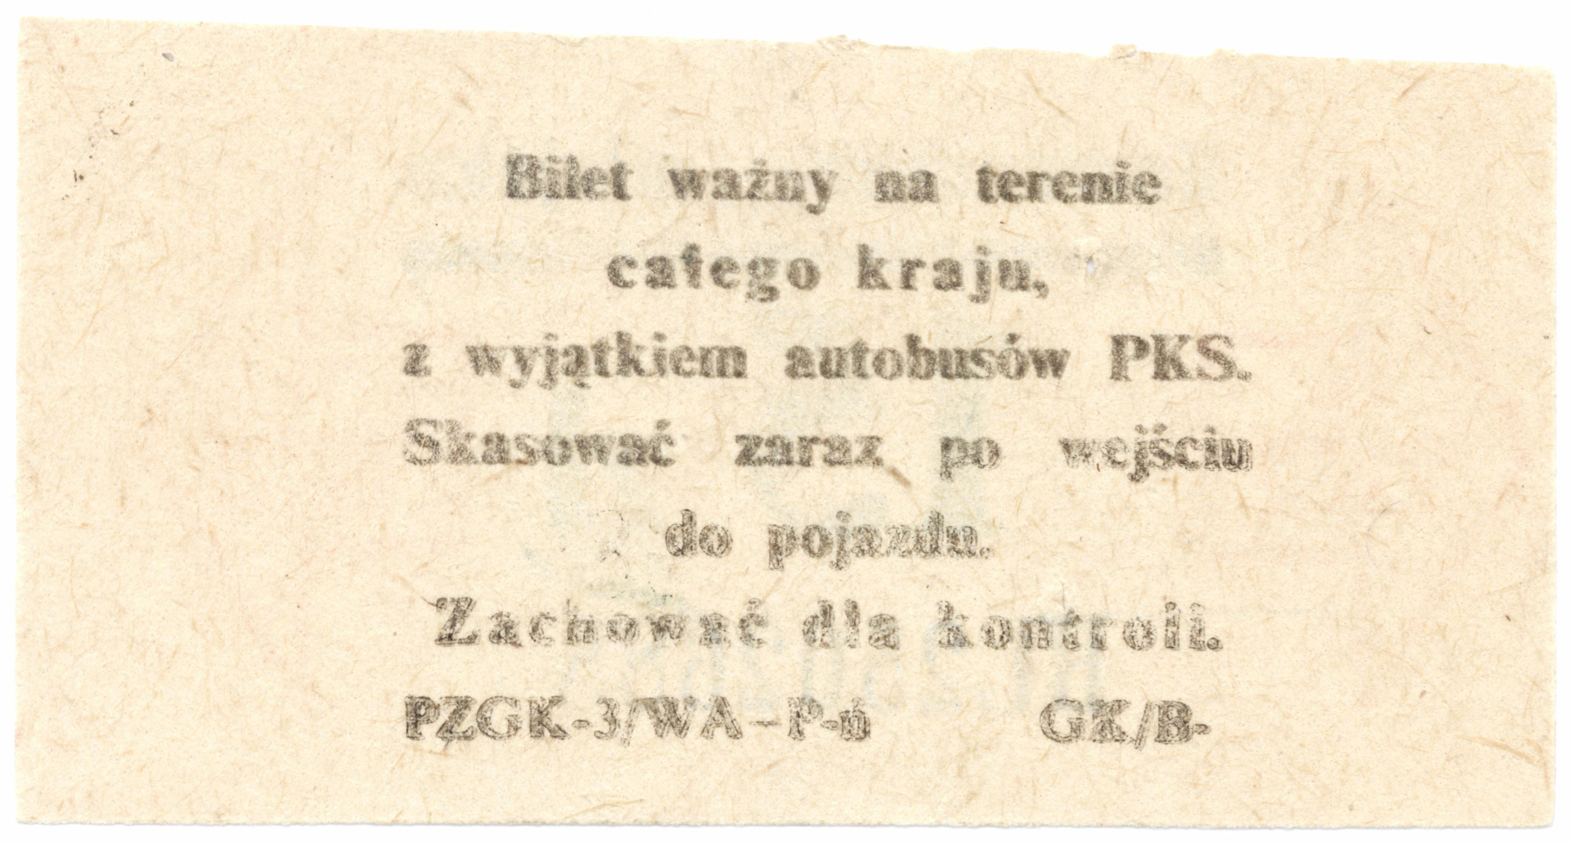 Bilet ważny na terenie
całego kraju,
z wyjątkiem autobusów PKS.
Skasować zaraz po wejściu
do pojazdu.
Zachować dla kontroli.
PZGK-3/WA–P-ń GK/B-